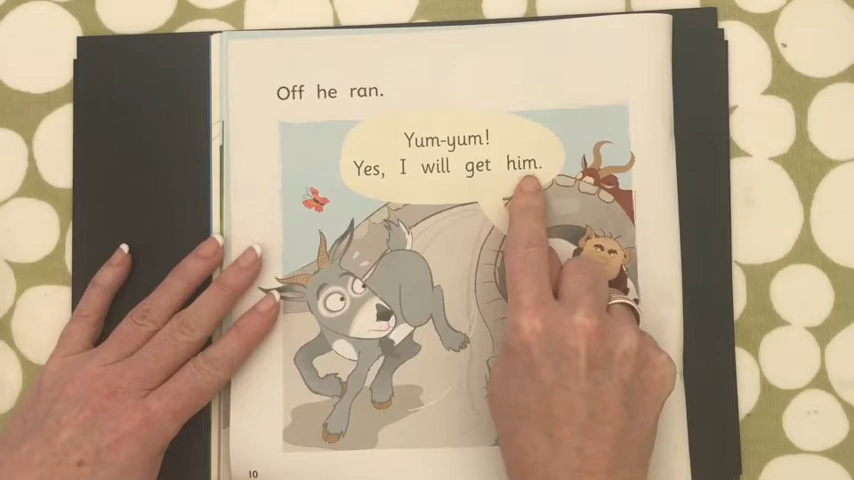 Off he ran.
Yum-yum!
Yes, I will get him.
10